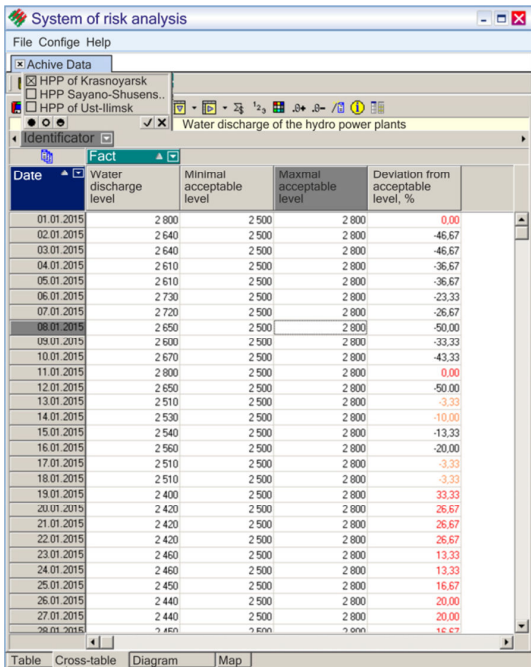 System of risk analysis
File Confige Help
Achive Data
HPP of Krasnoyarsk
HPP Sayano-Shusens..
HPP of Ust-Ilimsk
Water discharge of the hydro power plants
Identificator
Fact
Date Water discharge level Minimal acceptable level Maxmal acceptable level Deviation from acceptable level, %
01.01.2015 2 800 2 500 2 800 0,00
02.01.2015 2 640 2 500 2 800 -46,67
03.01.2015 2 640 2 500 2 800 -46,67
04.01.2015 2 610 2 500 2 800 -36,67
05.01.2015 2 610 2 500 2 800 -36,67
06.01.2015 2 730 2 500 2 800 -23,33
07.01.2015 2 720 2 500 2 800 -26,67
08.01.2015 2 650 2 500 2 800 -50,00
09.01.2015 2 600 2 500 2 800 -33,33
10.01.2015 2 670 2 500 2 800 -43,33
11.01.2015 2 800 2 500 2 800 0,00
12.01.2015 2 650 2 500 2 800 -50.00
13.01.2015 2 510 2 500 2 800 -3,33
14.01.2015 2 530 2 500 2 800 -10,00
15.01.2015 2 540 2 500 2 800 -13,33
16.01.2015 2 560 2 500 2 800 -20,00
17.01.2015 2 510 2 500 2 800 -3,33
18.01.2015 2 510 2 500 2 800 -3,33
19.01.2015 2 400 2 500 2 800 33,33
20.01.2015 2 420 2 500 2 800 26,67
21.01.2015 2 420 2 500 2 800 26,67
22.01.2015 2 420 2 500 2 800 26,67
23.01.2015 2 460 2 500 2 800 13,33
24.01.2015 2 460 2 500 2 800 13,33
25.01.2015 2 450 2 500 2 800 16,67
26.01.2015 2 440 2 500 2 800 20,00
27.01.2015 2 440 2 500 2 800 20,00
28.01.2015 2 450 2 500 2 800 16,67
Table Cross-table Diagram Map